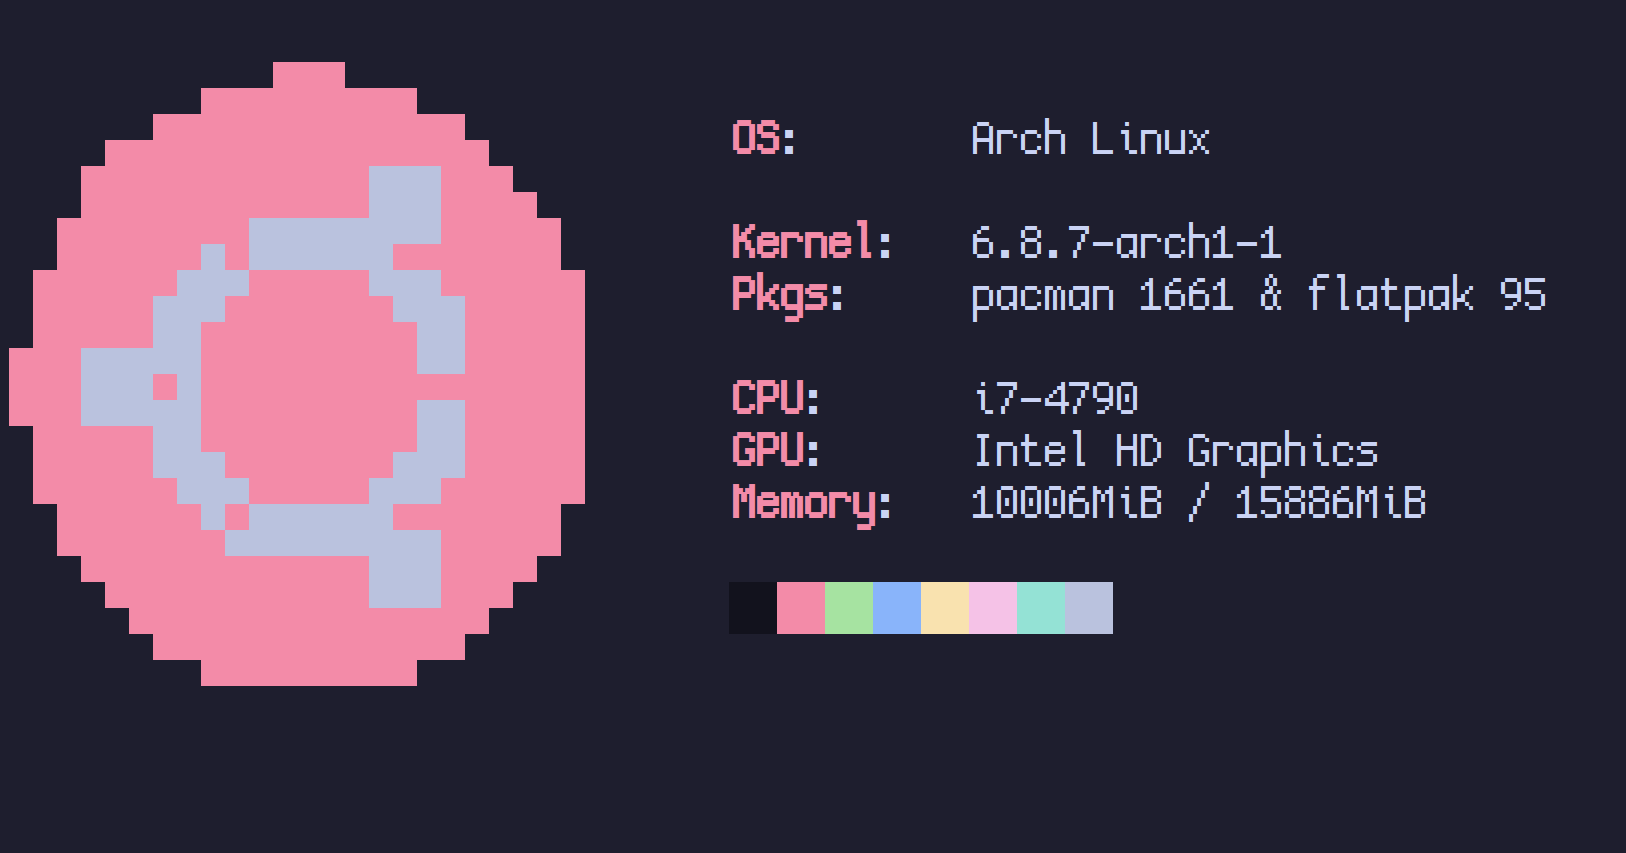 OS: Arch Linux
Kernel: 6.8.7-arch1-1
Pkgs: pacman 1661 & flatpak 95
CPU: i7-4790
GPU: Intel HD Graphics
Memory: 10006MiB / 15886MiB